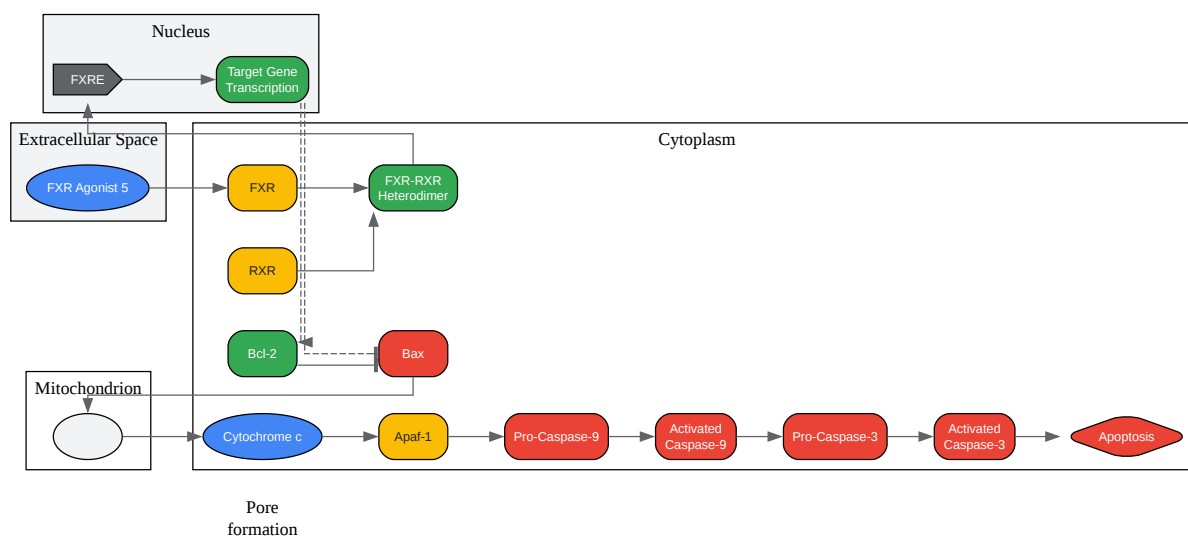 Nucleus
FXRE
Target Gene
Transcription
Extracellular Space
Cytoplasm
FXR Agonist 5
FXR
FXR-RXR
Heterodimer
RXR
Bcl-2
Bax
Mitochondrion
Cytochrome c
Apaf-1
Pro-Caspase-9
Activated
Caspase-9
Pro-Caspase-3
Activated
Caspase-3
Apoptosis
Pore
formation